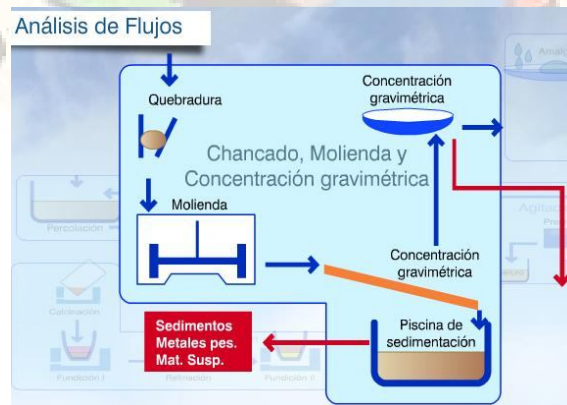 Análisis de Flujos
Quebradura
Concentración
gravimétrica
Chancado, Molienda y
Concentración gravimétrica
Molienda
Concentración
gravimétrica
Piscina de
sedimentación
Sedimentos
Metales pes.
Mat. Susp.
Percolación
Calcinación
Fundición I
Refinación
Fundición II